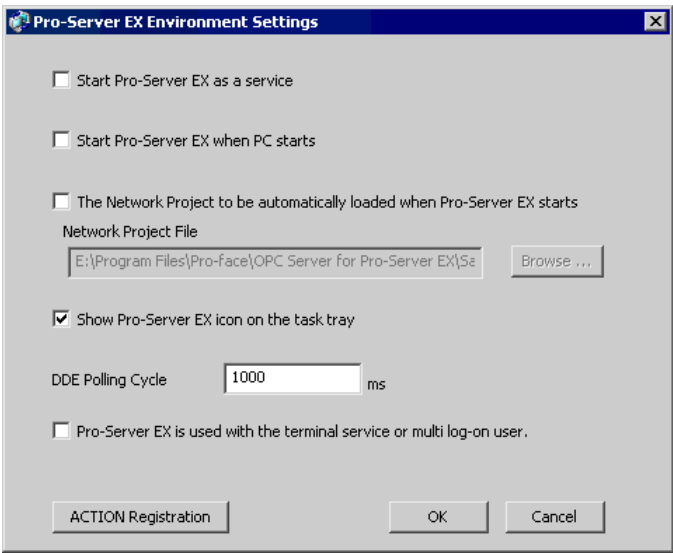 Pro-Server EX Environment Settings
Start Pro-Server EX as a service
Start Pro-Server EX when PC starts
The Network Project to be automatically loaded when Pro-Server EX starts
Network Project File
E:\Program Files\Pro-face\OPC Server for Pro-Server EX\Sa
Browse ...
Show Pro-Server EX icon on the task tray
DDE Polling Cycle 1000 ms
Pro-Server EX is used with the terminal service or multi log-on user.
ACTION Registration OK Cancel